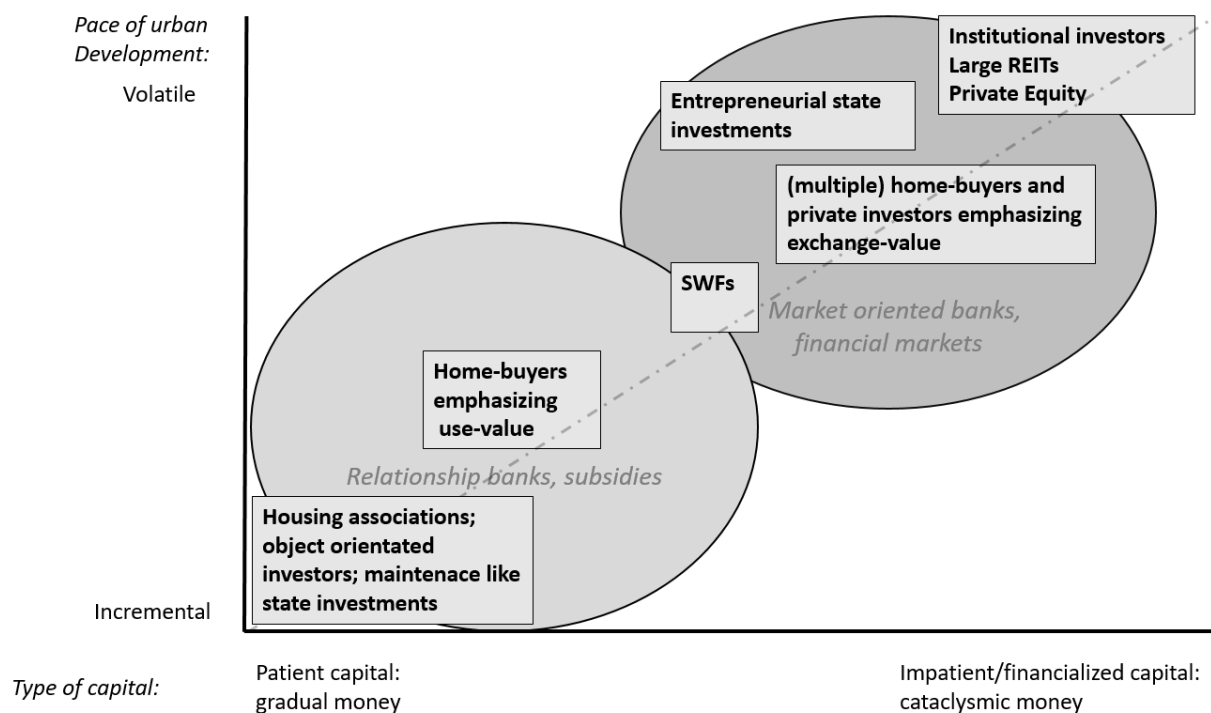 Pace of urban
Development:
Volatile
Institutional investors
Large REITs
Private Equity
Entrepreneurial state
investments
(multiple) home-buyers and
private investors emphasizing
exchange-value
SWFs
Market oriented banks,
financial markets
Home-buyers
emphasizing
use-value
Relationship banks, subsidies
Housing associations;
object orientated
investors; maintenace like
state investments
Incremental
Type of capital:
Patient capital:
gradual money
Impatient/financialized capital:
cataclysmic money